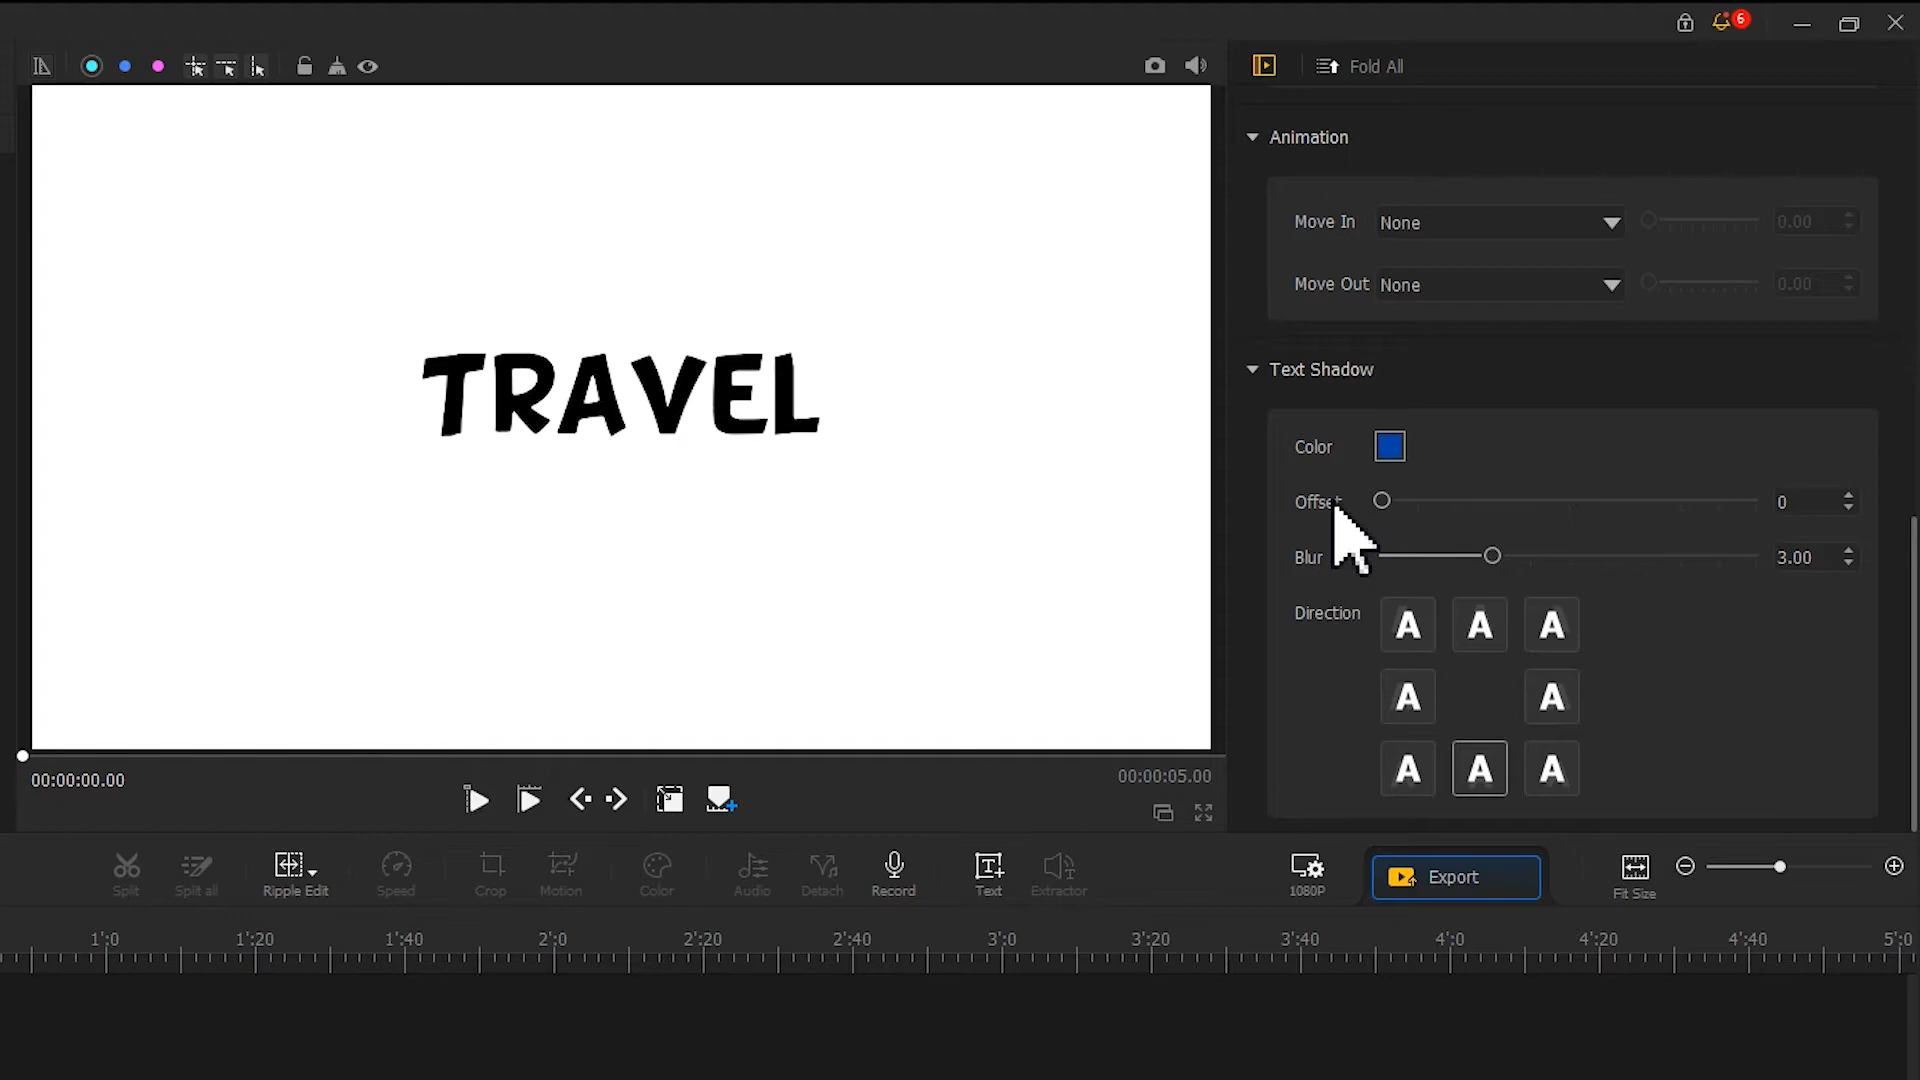 6
Fold All
Animation
Move In None 0.00
Move Out None 0.00
TRAVEL
Text Shadow
Color
Offset 0
Blur 3.00
Direction
A A A
A A
A A A
00:00:00.00
00:00:05.00
Split
Split all
Ripple Edit
Speed
Crop
Motion
Color
Audio
Detach
Record
Text
Extractor
1080P
Export
Fit Size
1':0 1':20 1':40 2':0 2':20 2':40 3':0 3':20 3':40 4':0 4':20 4':40 5':0